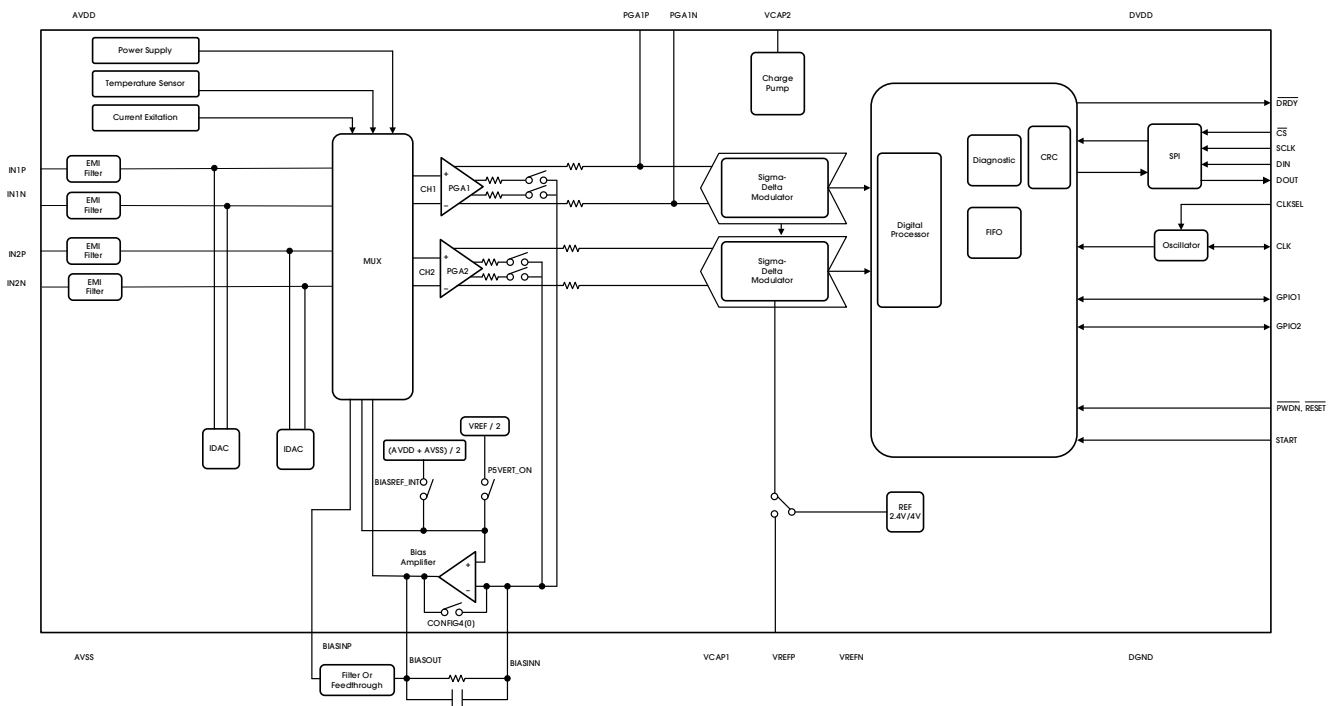 AVDD
PGA1P
PGA1N
VCAP2
DVDD
Power Supply
Temperature Sensor
Current Exitation
Charge
Pump
DRDY
CS
SCLK
DIN
DOUT
CLKSEL
CLK
GPIO1
GPIO2
PWDN, RESET
START
IN1P
IN1N
IN2P
IN2N
EMI
Filter
EMI
Filter
EMI
Filter
EMI
Filter
MUX
CH1
PGA1
+
−
CH2
PGA2
+
−
Sigma-
Delta
Modulator
Sigma-
Delta
Modulator
Digital
Processor
Diagnostic
CRC
FIFO
SPI
Oscillator
IDAC
IDAC
VREF / 2
(AVDD + AVSS) / 2
BIASREF_INT
P5VERT_ON
REF
2.4V/4V
Bias
Amplifier
+
−
CONFIG4(0)
AVSS
BIASINP
BIASOUT
BIASINN
VCAP1
VREFP
VREFN
DGND
Filter Or
Feedthrough